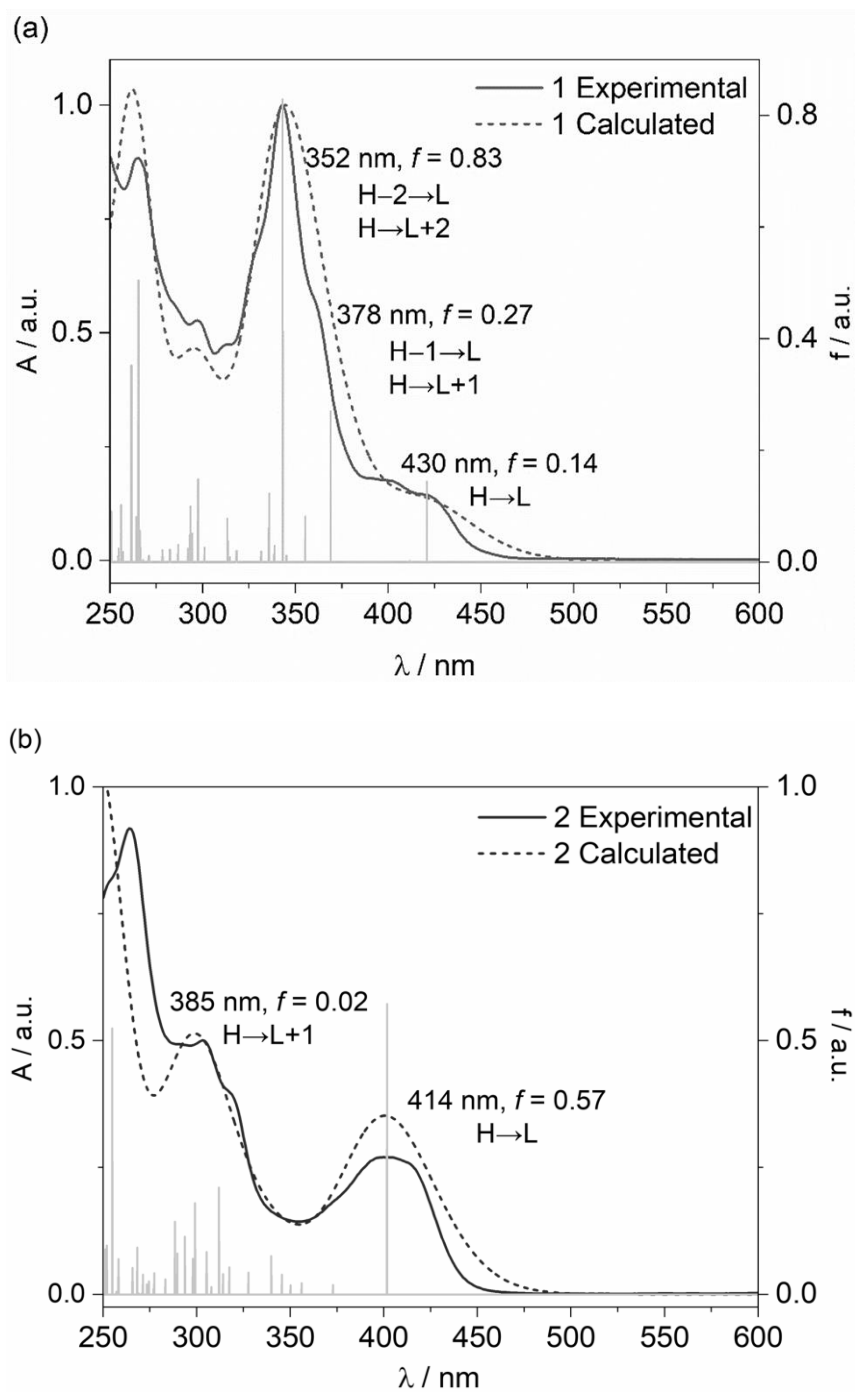 (a)
1 Experimental
1 Calculated
352 nm, f = 0.83
H–2→L
H→L+2
378 nm, f = 0.27
H–1→L
H→L+1
430 nm, f = 0.14
H→L
1.0
0.5
0.0
A / a.u.
0.8
0.4
0.0
f / a.u.
250 300 350 400 450 500 550 600
λ / nm
(b)
2 Experimental
2 Calculated
385 nm, f = 0.02
H→L+1
414 nm, f = 0.57
H→L
1.0
0.5
0.0
A / a.u.
1.0
0.5
0.0
f / a.u.
250 300 350 400 450 500 550 600
λ / nm